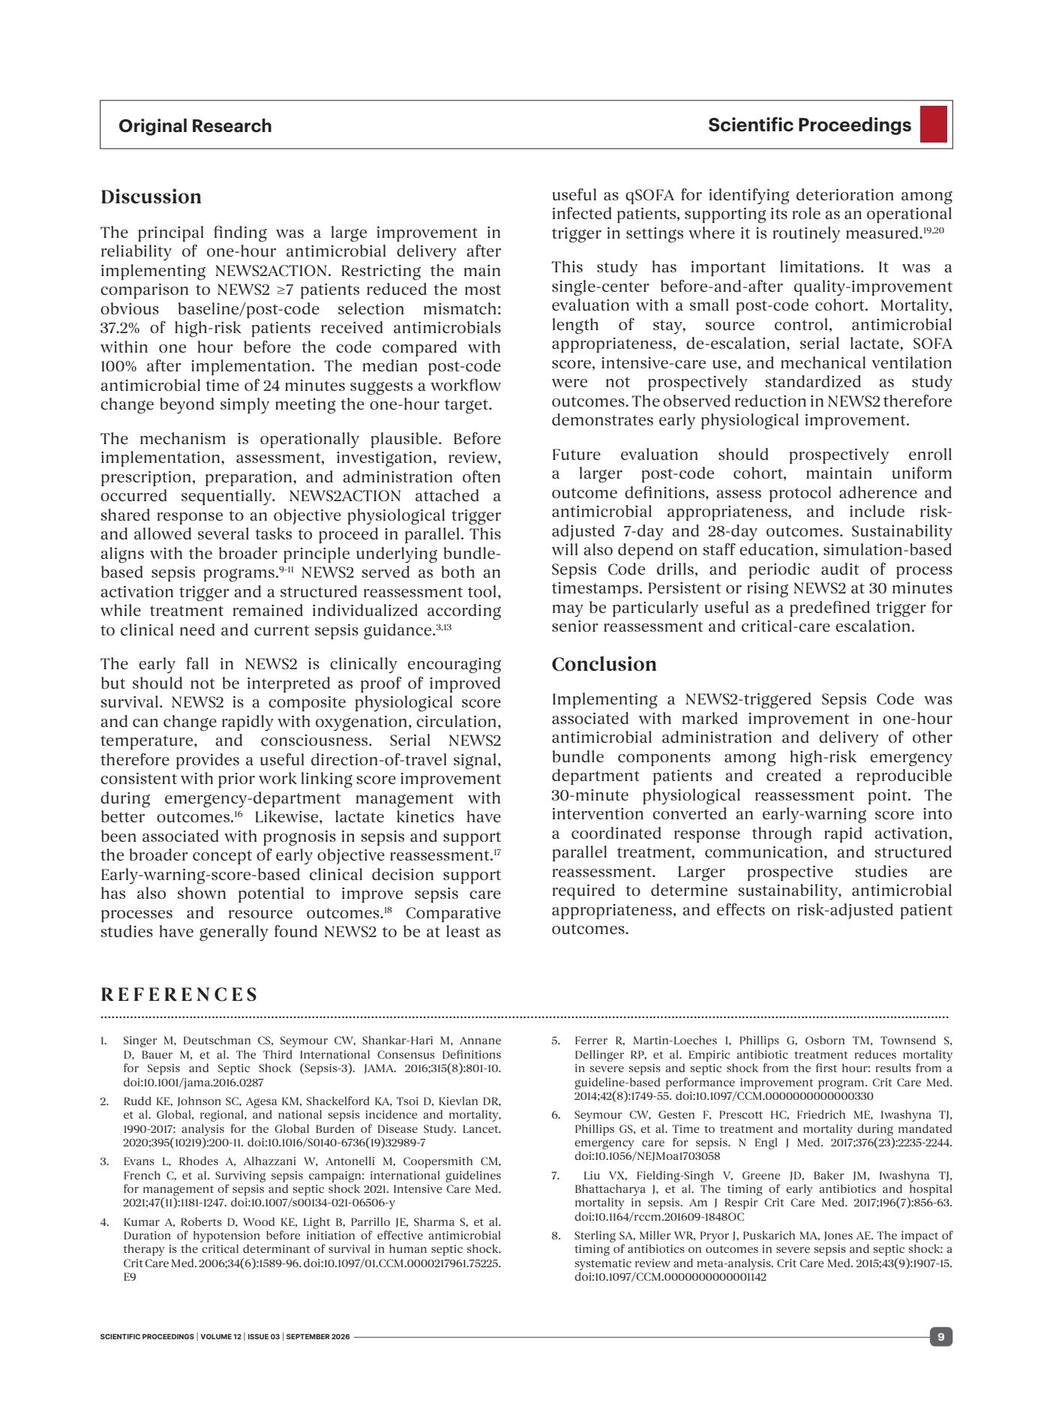 Original Research
Scientific Proceedings
Discussion
The principal finding was a large improvement in
reliability of one-hour antimicrobial delivery after
implementing NEWS2ACTION. Restricting the main
comparison to NEWS2 ≥7 patients reduced the most
obvious baseline/post-code selection mismatch:
37.2% of high-risk patients received antimicrobials
within one hour before the code compared with
100% after implementation. The median post-code
antimicrobial time of 24 minutes suggests a workflow
change beyond simply meeting the one-hour target.
The mechanism is operationally plausible. Before
implementation, assessment, investigation, review,
prescription, preparation, and administration often
occurred sequentially. NEWS2ACTION attached a
shared response to an objective physiological trigger
and allowed several tasks to proceed in parallel. This
aligns with the broader principle underlying bundle-
based sepsis programs.9-11 NEWS2 served as both an
activation trigger and a structured reassessment tool,
while treatment remained individualized according
to clinical need and current sepsis guidance.3,13
The early fall in NEWS2 is clinically encouraging
but should not be interpreted as proof of improved
survival. NEWS2 is a composite physiological score
and can change rapidly with oxygenation, circulation,
temperature, and consciousness. Serial NEWS2
therefore provides a useful direction-of-travel signal,
consistent with prior work linking score improvement
during emergency-department management with
better outcomes.16 Likewise, lactate kinetics have
been associated with prognosis in sepsis and support
the broader concept of early objective reassessment.17
Early-warning-score-based clinical decision support
has also shown potential to improve sepsis care
processes and resource outcomes.18 Comparative
studies have generally found NEWS2 to be at least as
useful as qSOFA for identifying deterioration among
infected patients, supporting its role as an operational
trigger in settings where it is routinely measured.19,20
This study has important limitations. It was a
single-center before-and-after quality-improvement
evaluation with a small post-code cohort. Mortality,
length of stay, source control, antimicrobial
appropriateness, de-escalation, serial lactate, SOFA
score, intensive-care use, and mechanical ventilation
were not prospectively standardized as study
outcomes. The observed reduction in NEWS2 therefore
demonstrates early physiological improvement.
Future evaluation should prospectively enroll
a larger post-code cohort, maintain uniform
outcome definitions, assess protocol adherence and
antimicrobial appropriateness, and include risk-
adjusted 7-day and 28-day outcomes. Sustainability
will also depend on staff education, simulation-based
Sepsis Code drills, and periodic audit of process
timestamps. Persistent or rising NEWS2 at 30 minutes
may be particularly useful as a predefined trigger for
senior reassessment and critical-care escalation.
Conclusion
Implementing a NEWS2-triggered Sepsis Code was
associated with marked improvement in one-hour
antimicrobial administration and delivery of other
bundle components among high-risk emergency
department patients and created a reproducible
30-minute physiological reassessment point. The
intervention converted an early-warning score into
a coordinated response through rapid activation,
parallel treatment, communication, and structured
reassessment. Larger prospective studies are
required to determine sustainability, antimicrobial
appropriateness, and effects on risk-adjusted patient
outcomes.
REFERENCES
1. Singer M, Deutschman CS, Seymour CW, Shankar-Hari M, Annane
D, Bauer M, et al. The Third International Consensus Definitions
for Sepsis and Septic Shock (Sepsis-3). JAMA. 2016;315(8):801-10.
doi:10.1001/jama.2016.0287
2. Rudd KE, Johnson SC, Agesa KM, Shackelford KA, Tsoi D, Kievlan DR,
et al. Global, regional, and national sepsis incidence and mortality,
1990-2017: analysis for the Global Burden of Disease Study. Lancet.
2020;395(10219):200-11. doi:10.1016/S0140-6736(19)32989-7
3. Evans L, Rhodes A, Alhazzani W, Antonelli M, Coopersmith CM,
French C, et al. Surviving sepsis campaign: international guidelines
for management of sepsis and septic shock 2021. Intensive Care Med.
2021;47(11):1181-1247. doi:10.1007/s00134-021-06506-y
4. Kumar A, Roberts D, Wood KE, Light B, Parrillo JE, Sharma S, et al.
Duration of hypotension before initiation of effective antimicrobial
therapy is the critical determinant of survival in human septic shock.
Crit Care Med. 2006;34(6):1589-96. doi:10.1097/01.CCM.0000217961.75225.
E9
5. Ferrer R, Martin-Loeches I, Phillips G, Osborn TM, Townsend S,
Dellinger RP, et al. Empiric antibiotic treatment reduces mortality
in severe sepsis and septic shock from the first hour: results from a
guideline-based performance improvement program. Crit Care Med.
2014;42(8):1749-55. doi:10.1097/CCM.0000000000000330
6. Seymour CW, Gesten F, Prescott HC, Friedrich ME, Iwashyna TJ,
Phillips GS, et al. Time to treatment and mortality during mandated
emergency care for sepsis. N Engl J Med. 2017;376(23):2235-2244.
doi:10.1056/NEJMoa1703058
7. Liu VX, Fielding-Singh V, Greene JD, Baker JM, Iwashyna TJ,
Bhattacharya J, et al. The timing of early antibiotics and hospital
mortality in sepsis. Am J Respir Crit Care Med. 2017;196(7):856-63.
doi:10.1164/rccm.201609-1848OC
8. Sterling SA, Miller WR, Pryor J, Puskarich MA, Jones AE. The impact of
timing of antibiotics on outcomes in severe sepsis and septic shock: a
systematic review and meta-analysis. Crit Care Med. 2015;43(9):1907-15.
doi:10.1097/CCM.0000000000001142
SCIENTIFIC PROCEEDINGS | VOLUME 12 | ISSUE 03 | SEPTEMBER 2026
9